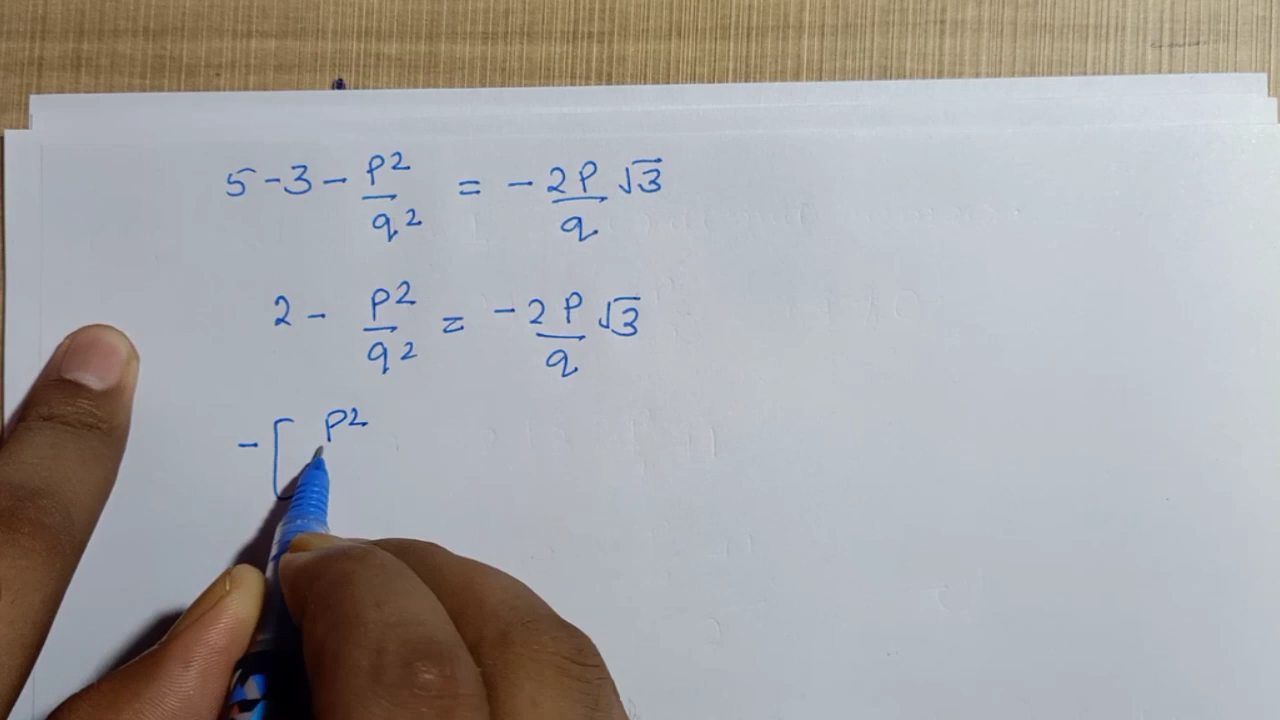 5 - 3 - p²/q² = - 2p/q √3
2 - p²/q² = - 2p/q √3
- [ p²